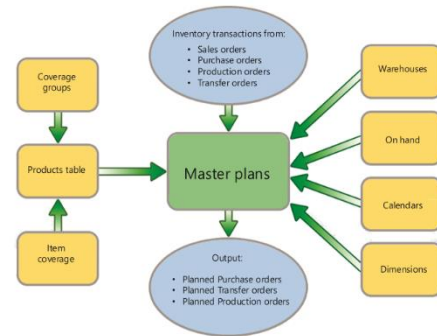 Inventory transactions from:
• Sales orders
• Purchase orders
• Production orders
• Transfer orders
Coverage
groups
Products table
Item
coverage
Master plans
Warehouses
On hand
Calendars
Dimensions
Output:
• Planned Purchase orders
• Planned Transfer orders
• Planned Production orders